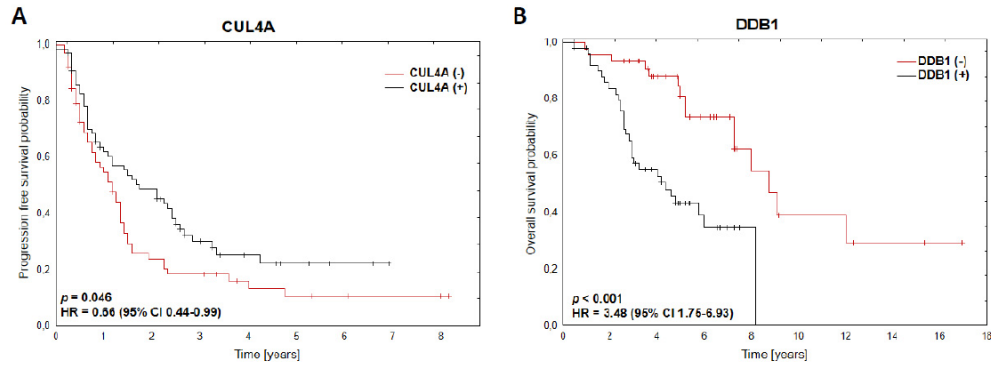 A
CUL4A
Progression free survival probability
1,0
0,8
0,6
0,4
0,2
0,0
CUL4A (-)
CUL4A (+)
p = 0.046
HR = 0.66 (95% CI 0.44-0.99)
0 1 2 3 4 5 6 7 8
Time [years]
B
DDB1
Overall survival probability
1,0
0,8
0,6
0,4
0,2
0,0
DDB1 (-)
DDB1 (+)
p < 0.001
HR = 3.48 (95% CI 1.75-6.93)
0 2 4 6 8 10 12 14 16 18
Time [years]